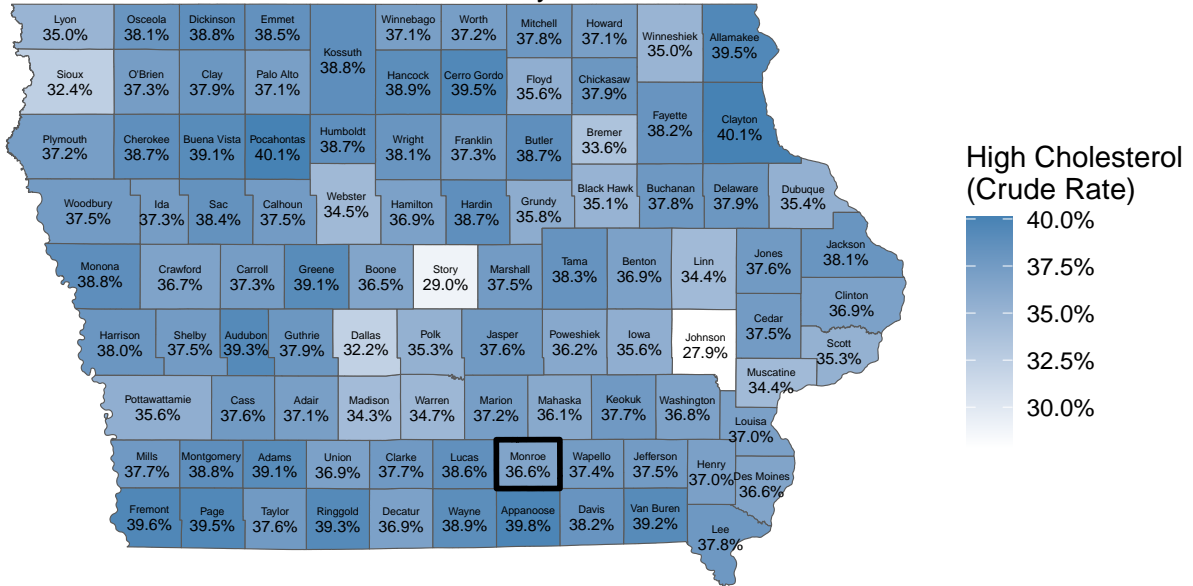 Lyon
35.0%
Osceola
38.1%
Dickinson
38.8%
Emmet
38.5%
Kossuth
38.8%
Winnebago
37.1%
Worth
37.2%
Mitchell
37.8%
Howard
37.1%
Winneshiek
35.0%
Allamakee
39.5%
Sioux
32.4%
O'Brien
37.3%
Clay
37.9%
Palo Alto
37.1%
Hancock
38.9%
Cerro Gordo
39.5%
Floyd
35.6%
Chickasaw
37.9%
Fayette
38.2%
Clayton
40.1%
Plymouth
37.2%
Cherokee
38.7%
Buena Vista
39.1%
Pocahontas
40.1%
Humboldt
38.7%
Wright
38.1%
Franklin
37.3%
Butler
38.7%
Bremer
33.6%
Woodbury
37.5%
Ida
37.3%
Sac
38.4%
Calhoun
37.5%
Webster
34.5%
Hamilton
36.9%
Hardin
38.7%
Grundy
35.8%
Black Hawk
35.1%
Buchanan
37.8%
Delaware
37.9%
Dubuque
35.4%
Monona
38.8%
Crawford
36.7%
Carroll
37.3%
Greene
39.1%
Boone
36.5%
Story
29.0%
Marshall
37.5%
Tama
38.3%
Benton
36.9%
Linn
34.4%
Jones
37.6%
Jackson
38.1%
Clinton
36.9%
Harrison
38.0%
Shelby
37.5%
Audubon
39.3%
Guthrie
37.9%
Dallas
32.2%
Polk
35.3%
Jasper
37.6%
Poweshiek
36.2%
Iowa
35.6%
Johnson
27.9%
Cedar
37.5%
Scott
35.3%
Muscatine
34.4%
Pottawattamie
35.6%
Cass
37.6%
Adair
37.1%
Madison
34.3%
Warren
34.7%
Marion
37.2%
Mahaska
36.1%
Keokuk
37.7%
Washington
36.8%
Louisa
37.0%
Mills
37.7%
Montgomery
38.8%
Adams
39.1%
Union
36.9%
Clarke
37.7%
Lucas
38.6%
Monroe
36.6%
Wapello
37.4%
Jefferson
37.5%
Henry
37.0%
Des Moines
36.6%
Fremont
39.6%
Page
39.5%
Taylor
37.6%
Ringgold
39.3%
Decatur
36.9%
Wayne
38.9%
Appanoose
39.8%
Davis
38.2%
Van Buren
39.2%
Lee
37.8%
High Cholesterol
(Crude Rate)
40.0%
37.5%
35.0%
32.5%
30.0%